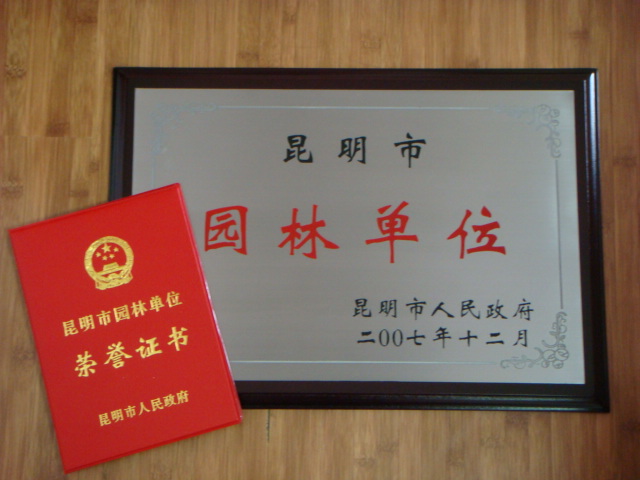 昆明市
园林单位
昆明市人民政府
二00七年十二月
昆明市园林单位
荣誉证书
昆明市人民政府